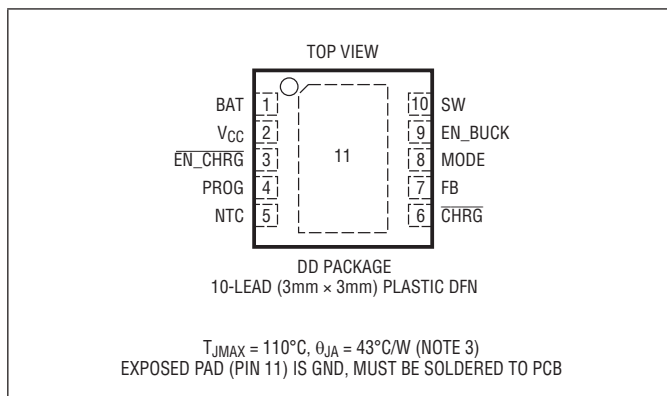 TOP VIEW
BAT 1 10 SW
VCC 2 9 EN_BUCK
EN_CHRG 3 11 8 MODE
PROG 4 7 FB
NTC 5 6 CHRG
DD PACKAGE
10-LEAD (3mm × 3mm) PLASTIC DFN
TJMAX = 110°C, θJA = 43°C/W (NOTE 3)
EXPOSED PAD (PIN 11) IS GND, MUST BE SOLDERED TO PCB